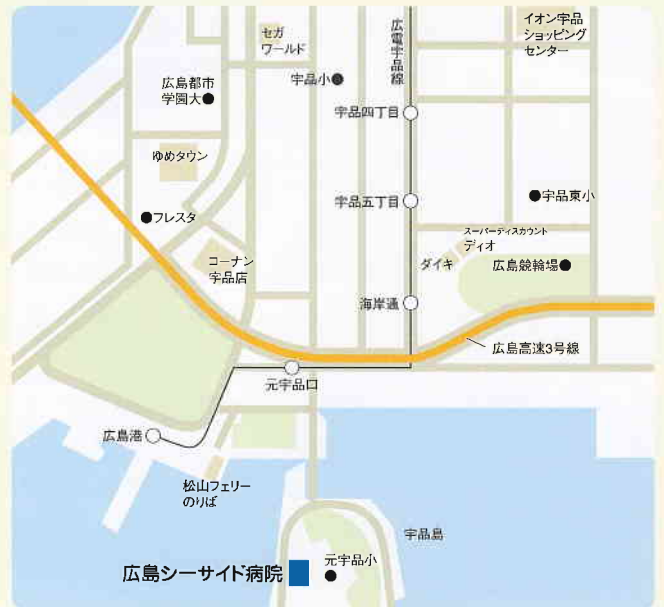 イオン宇品
ショッピング
センター
セガ
ワールド
広電宇品線
宇品小
広島都市
学園大
宇品四丁目
ゆめタウン
宇品五丁目
宇品東小
フレスタ
スーパーディスカウント
ディオ
コーナン
宇品店
ダイキ
広島競輪場
海岸通
広島高速3号線
元宇品口
広島港
松山フェリー
のりば
宇品島
元宇品小
広島シーサイド病院